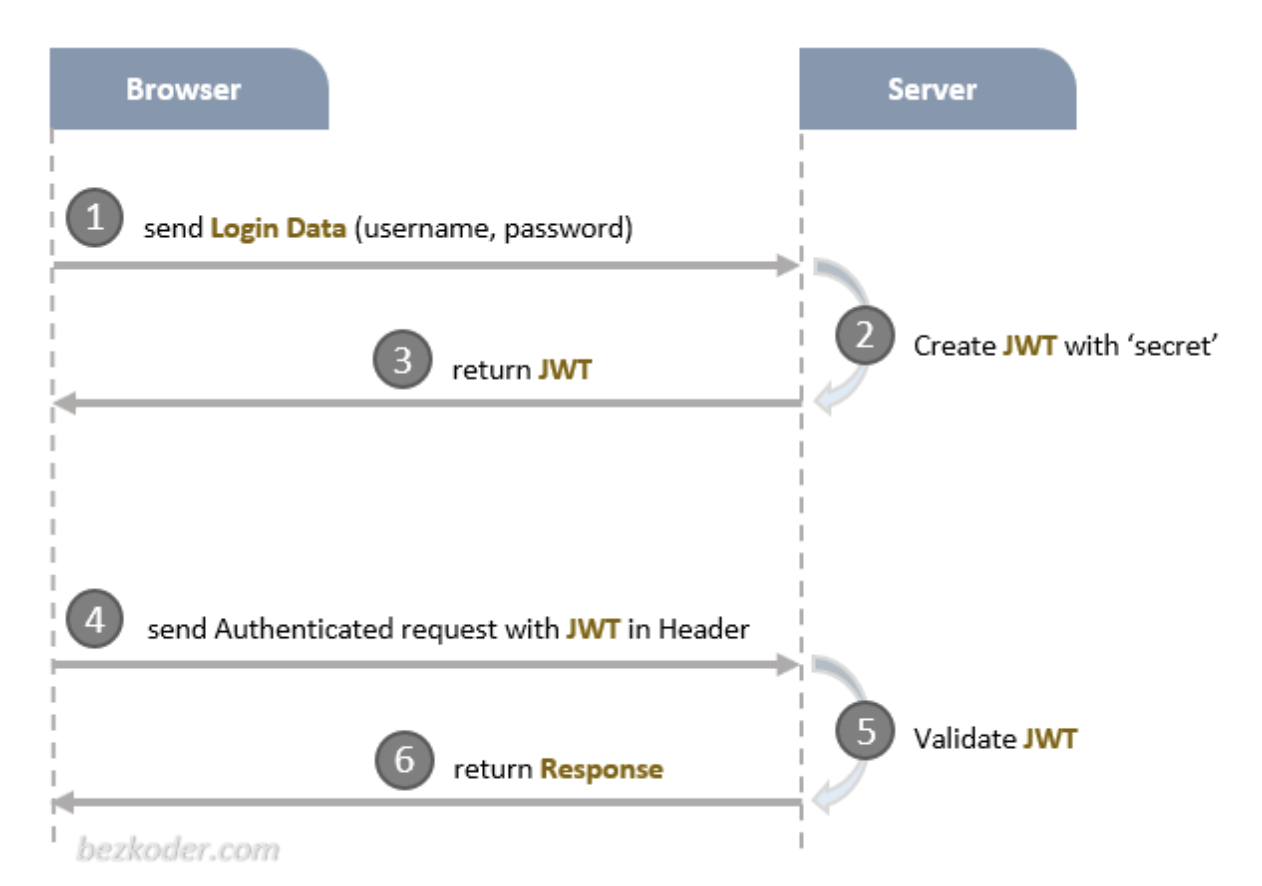 Browser
Server
1
send Login Data (username, password)
2
Create JWT with ‘secret’
3
return JWT
4
send Authenticated request with JWT in Header
5
Validate JWT
6
return Response
bezkoder.com